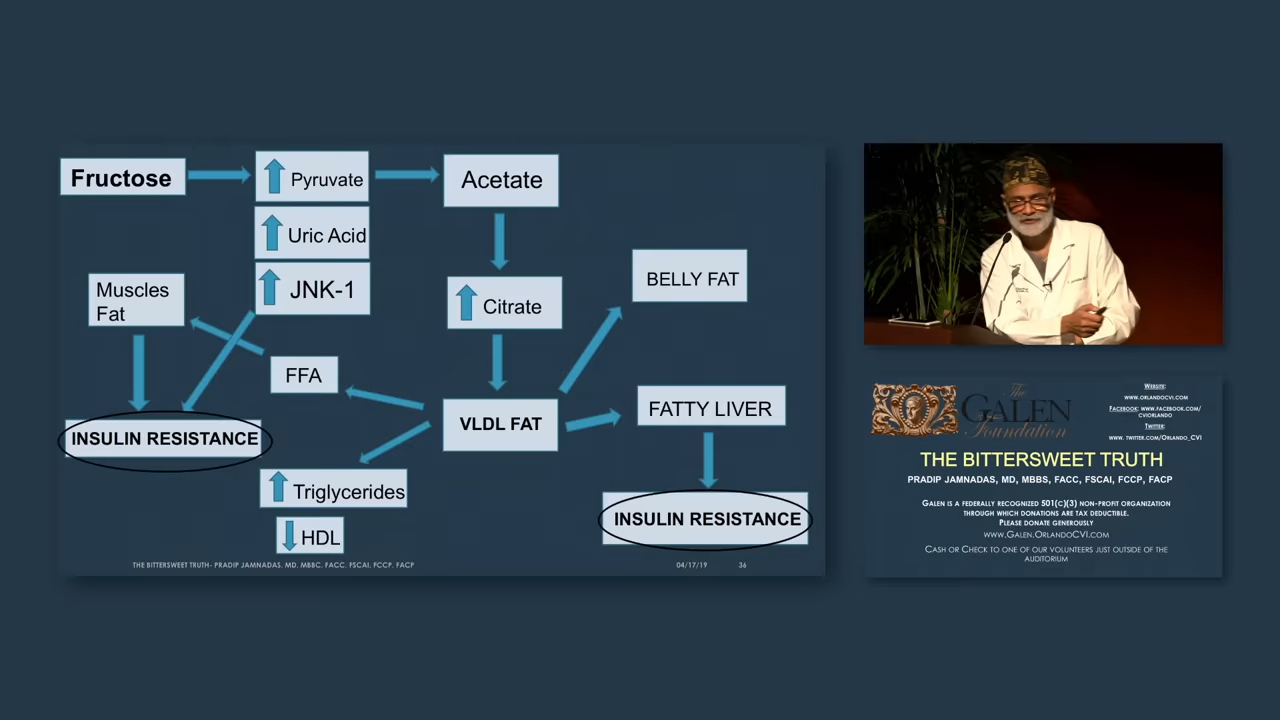 Fructose
Pyruvate
Acetate
Uric Acid
JNK-1
Muscles
Fat
Citrate
BELLY FAT
FFA
VLDL FAT
FATTY LIVER
INSULIN RESISTANCE
Triglycerides
HDL
INSULIN RESISTANCE
THE BITTERSWEET TRUTH- PRADIP JAMNADAS. MD. MBBC. FACC. FSCAI. FCCP. FACP
04/17/19
36
The
GALEN
Foundation
WEBSITE:
WWW.ORLANDOCVI.COM
FACEBOOK: WWW.FACEBOOK.COM/
CVIORLANDO
TWITTER:
WWW. TWITTER.COM/ORLANDO_CVI
THE BITTERSWEET TRUTH
PRADIP JAMNADAS, MD, MBBS, FACC, FSCAI, FCCP, FACP
GALEN IS A FEDERALLY RECOGNIZED 501(C)(3) NON-PROFIT ORGANIZATION
THROUGH WHICH DONATIONS ARE TAX DEDUCTIBLE.
PLEASE DONATE GENEROUSLY
WWW.GALEN.ORLANDOCVI.COM
CASH OR CHECK TO ONE OF OUR VOLUNTEERS JUST OUTSIDE OF THE
AUDITORIUM